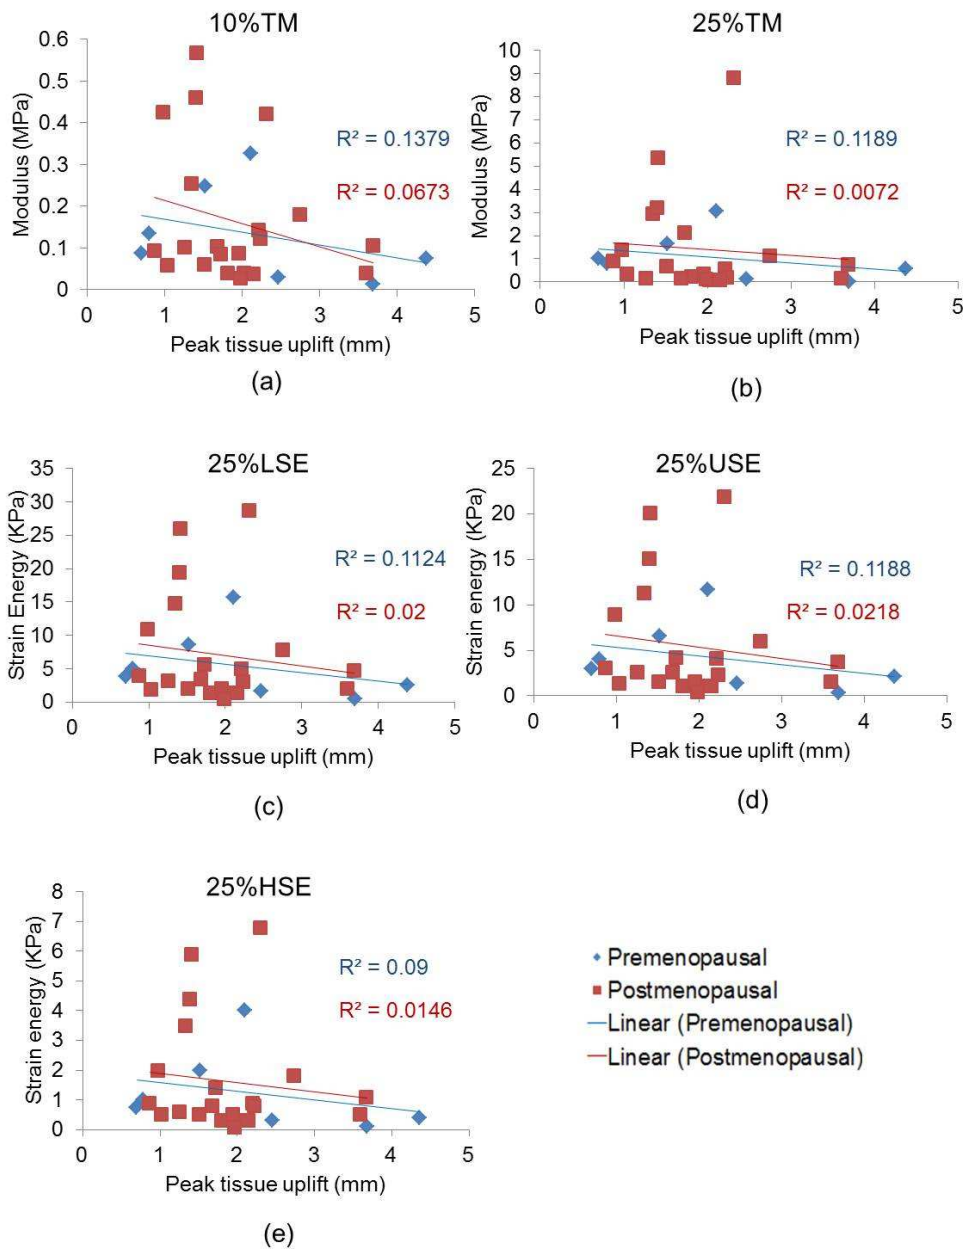 10%TM
0.6
0.5
0.4
0.3
0.2
0.1
0
Modulus (MPa)
R² = 0.1379
R² = 0.0673
0 1 2 3 4 5
Peak tissue uplift (mm)
(a)
25%TM
10
9
8
7
6
5
4
3
2
1
0
Modulus (MPa)
R² = 0.1189
R² = 0.0072
0 1 2 3 4 5
Peak tissue uplift (mm)
(b)
25%LSE
35
30
25
20
15
10
5
0
Strain Energy (KPa)
R² = 0.1124
R² = 0.02
0 1 2 3 4 5
Peak tissue uplift (mm)
(c)
25%USE
25
20
15
10
5
0
Strain energy (KPa)
R² = 0.1188
R² = 0.0218
0 1 2 3 4 5
Peak tissue uplift (mm)
(d)
25%HSE
8
7
6
5
4
3
2
1
0
Strain energy (KPa)
R² = 0.09
R² = 0.0146
0 1 2 3 4 5
Peak tissue uplift (mm)
(e)
Premenopausal
Postmenopausal
Linear (Premenopausal)
Linear (Postmenopausal)